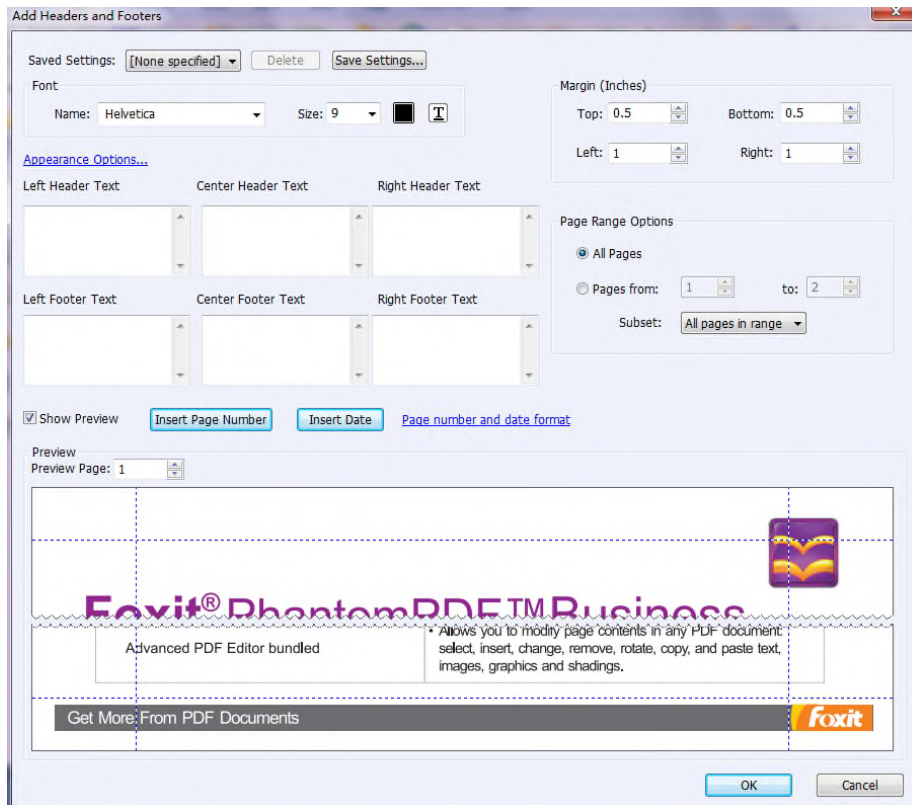 Add Headers and Footers
Saved Settings: [None specified] Delete Save Settings...
Font
Name: Helvetica Size: 9 T
Margin (Inches)
Top: 0.5 Bottom: 0.5
Left: 1 Right: 1
Appearance Options...
Left Header Text Center Header Text Right Header Text
Page Range Options
All Pages
Pages from: 1 to: 2
Subset: All pages in range
Left Footer Text Center Footer Text Right Footer Text
Show Preview Insert Page Number Insert Date Page number and date format
Preview
Preview Page: 1
Foxit® PhantomPDF™Business
Advanced PDF Editor bundled
• Allows you to modify page contents in any PDF document:
select, insert, change, remove, rotate, copy, and paste text,
images, graphics and shadings.
Get More From PDF Documents
foxit
OK Cancel